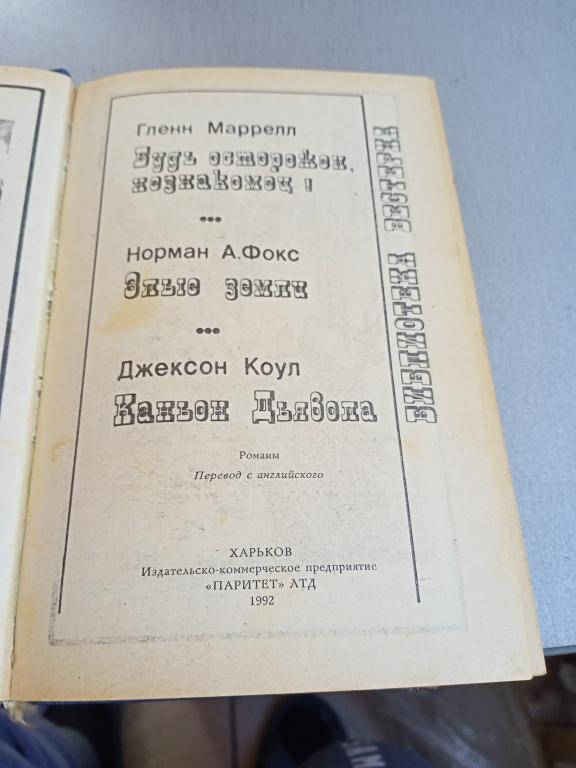 Гленн Маррелл
Будь осторожен,
незнакомец!
•••
Норман А.Фокс
Злые земли
•••
Джексон Коул
Каньон Дьявола
Романы
Перевод с английского
ХАРЬКОВ
Издательско-коммерческое предприятие
«ПАРИТЕТ» ЛТД
1992
БИБЛИОТЕКА ВЕСТЕРНА